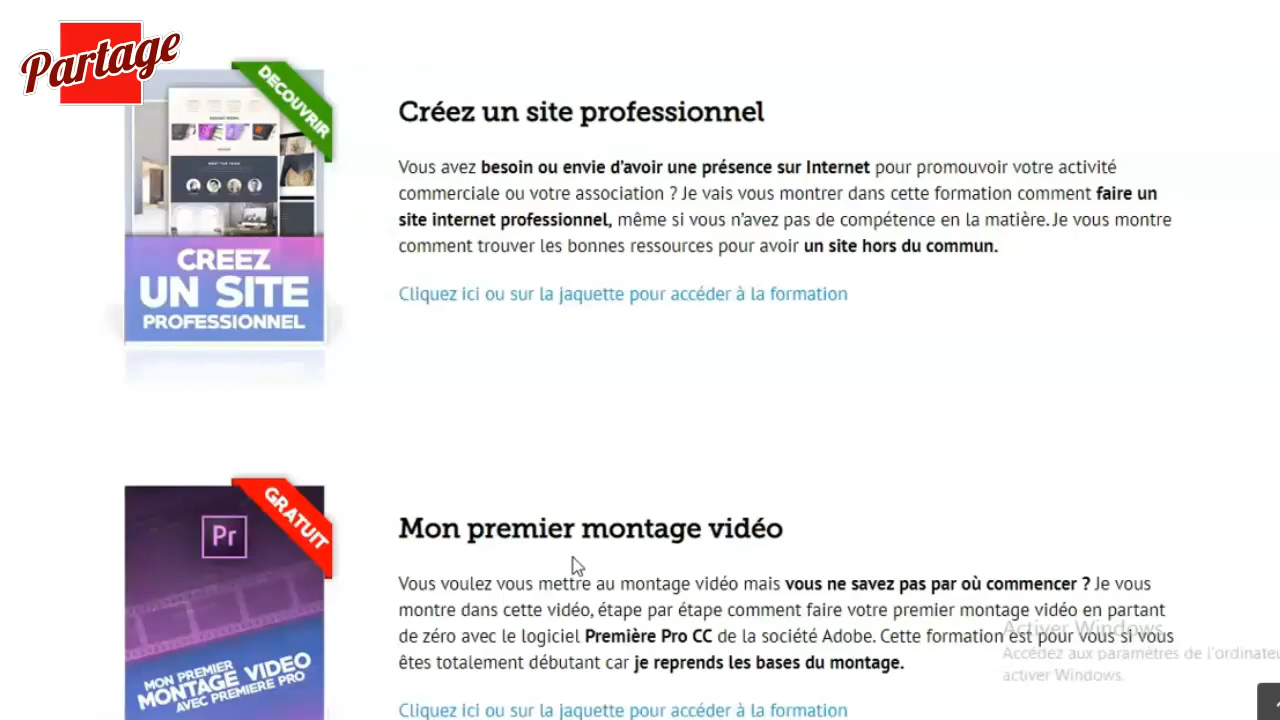 Partage
DECOUVRIR
CREEZ
UN SITE
PROFESSIONNEL
Créez un site professionnel
Vous avez besoin ou envie d'avoir une présence sur Internet pour promouvoir votre activité
commerciale ou votre association ? Je vais vous montrer dans cette formation comment faire un
site internet professionnel, même si vous n'avez pas de compétence en la matière. Je vous montre
comment trouver les bonnes ressources pour avoir un site hors du commun.
Cliquez ici ou sur la jaquette pour accéder à la formation
GRATUIT
Pr
MON PREMIER
MONTAGE VIDEO
AVEC PREMIERE PRO
Mon premier montage vidéo
Vous voulez vous mettre au montage vidéo mais vous ne savez pas par où commencer ? Je vous
montre dans cette vidéo, étape par étape comment faire votre premier montage vidéo en partant
de zéro avec le logiciel Première Pro CC de la société Adobe. Cette formation est pour vous si vous
êtes totalement débutant car je reprends les bases du montage.
Cliquez ici ou sur la jaquette pour accéder à la formation
Activer Windows
Accédez aux paramètres de l'ordinateu
activer Windows.